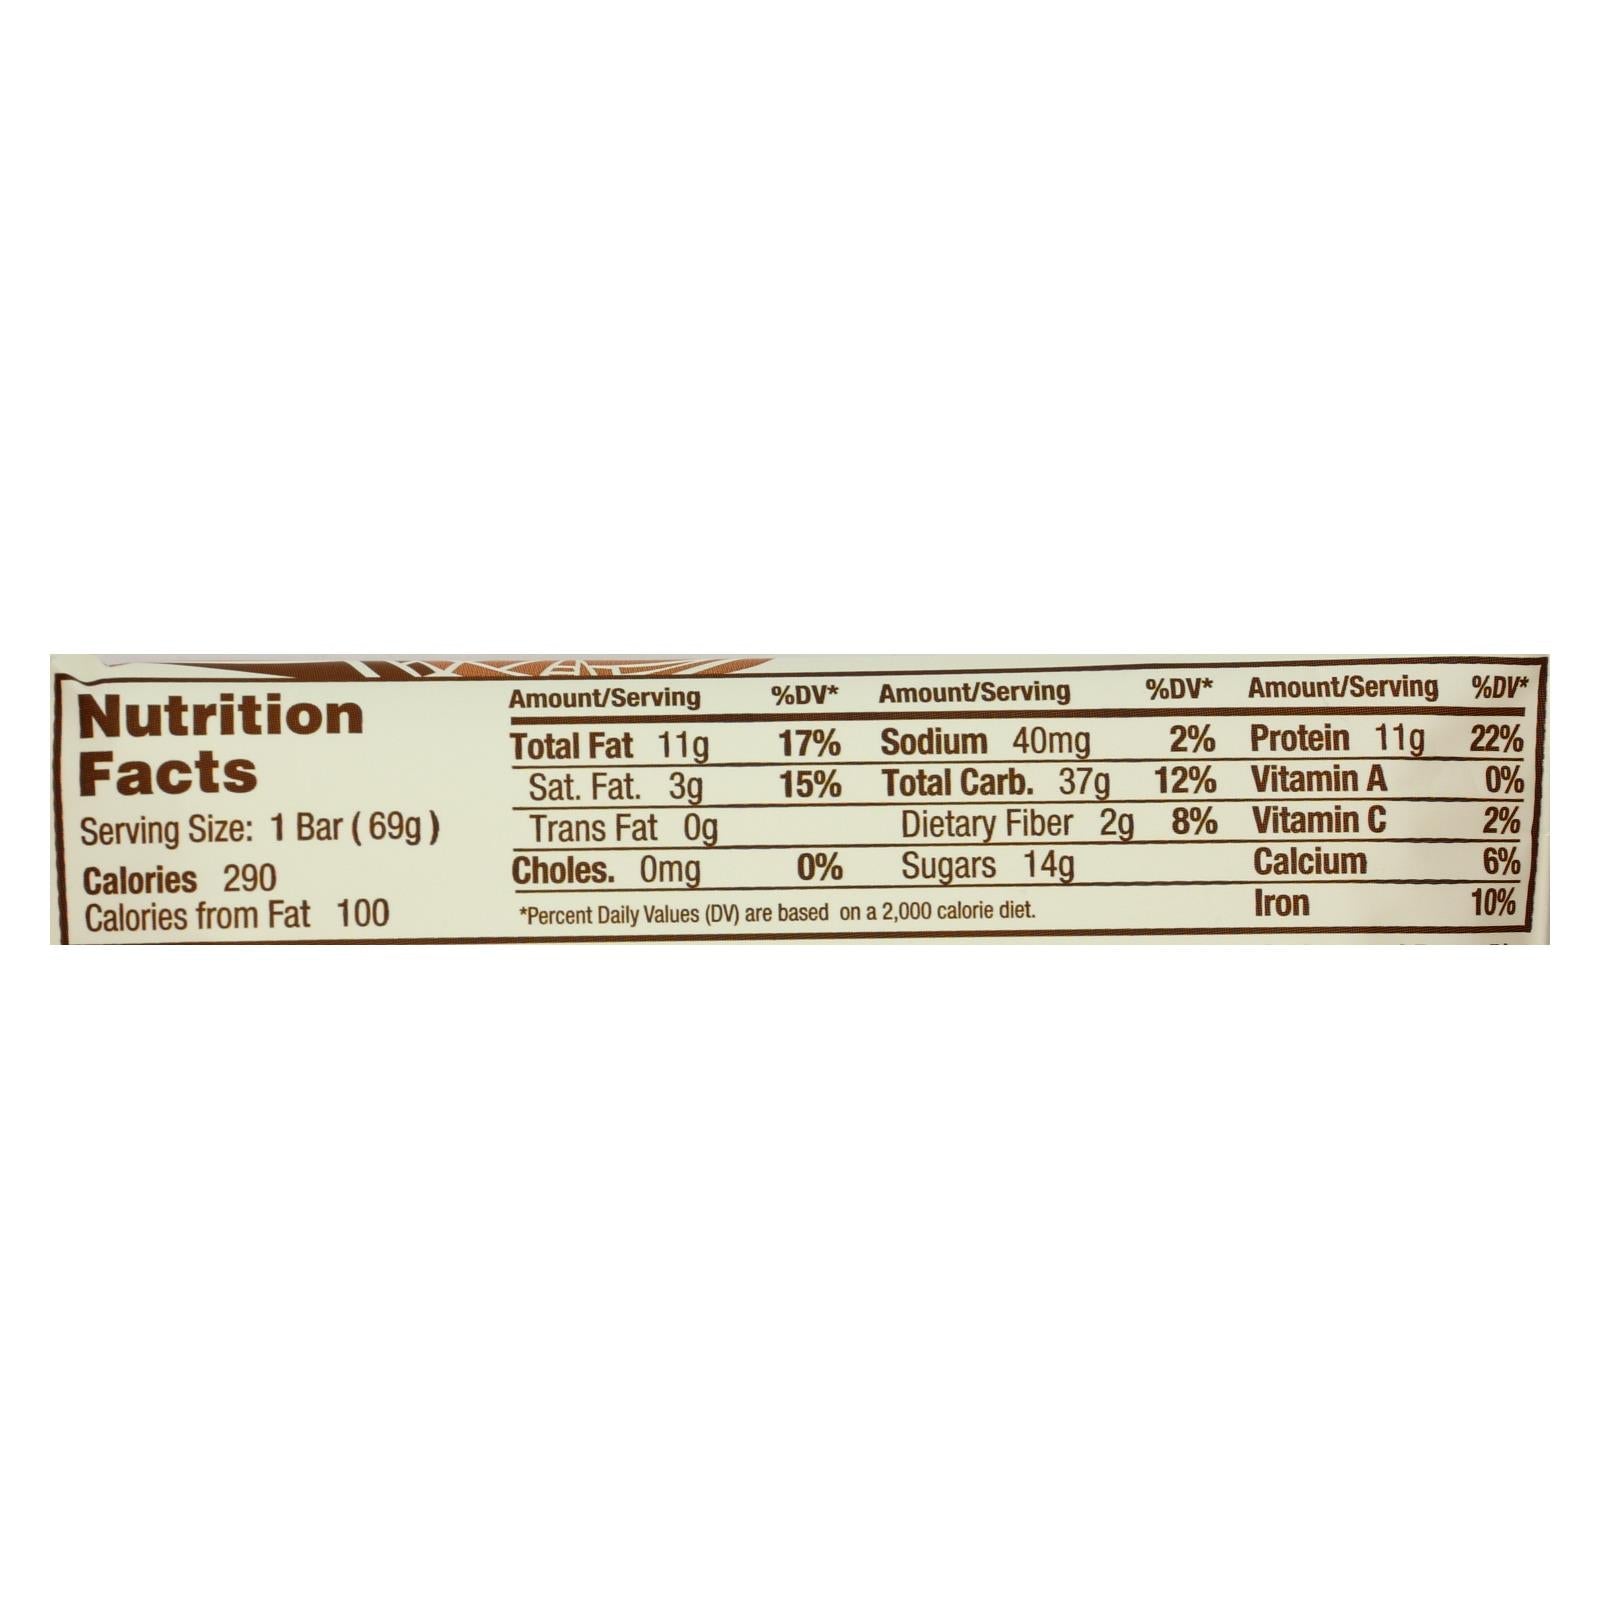 Nutrition
Facts
Serving Size: 1 Bar ( 69g )
Calories 290
Calories from Fat 100
Amount/Serving %DV*
Total Fat 11g 17%
Sat. Fat. 3g 15%
Trans Fat 0g
Choles. 0mg 0%
Amount/Serving %DV*
Sodium 40mg 2%
Total Carb. 37g 12%
Dietary Fiber 2g 8%
Sugars 14g
*Percent Daily Values (DV) are based on a 2,000 calorie diet.
Amount/Serving %DV*
Protein 11g 22%
Vitamin A 0%
Vitamin C 2%
Calcium 6%
Iron 10%